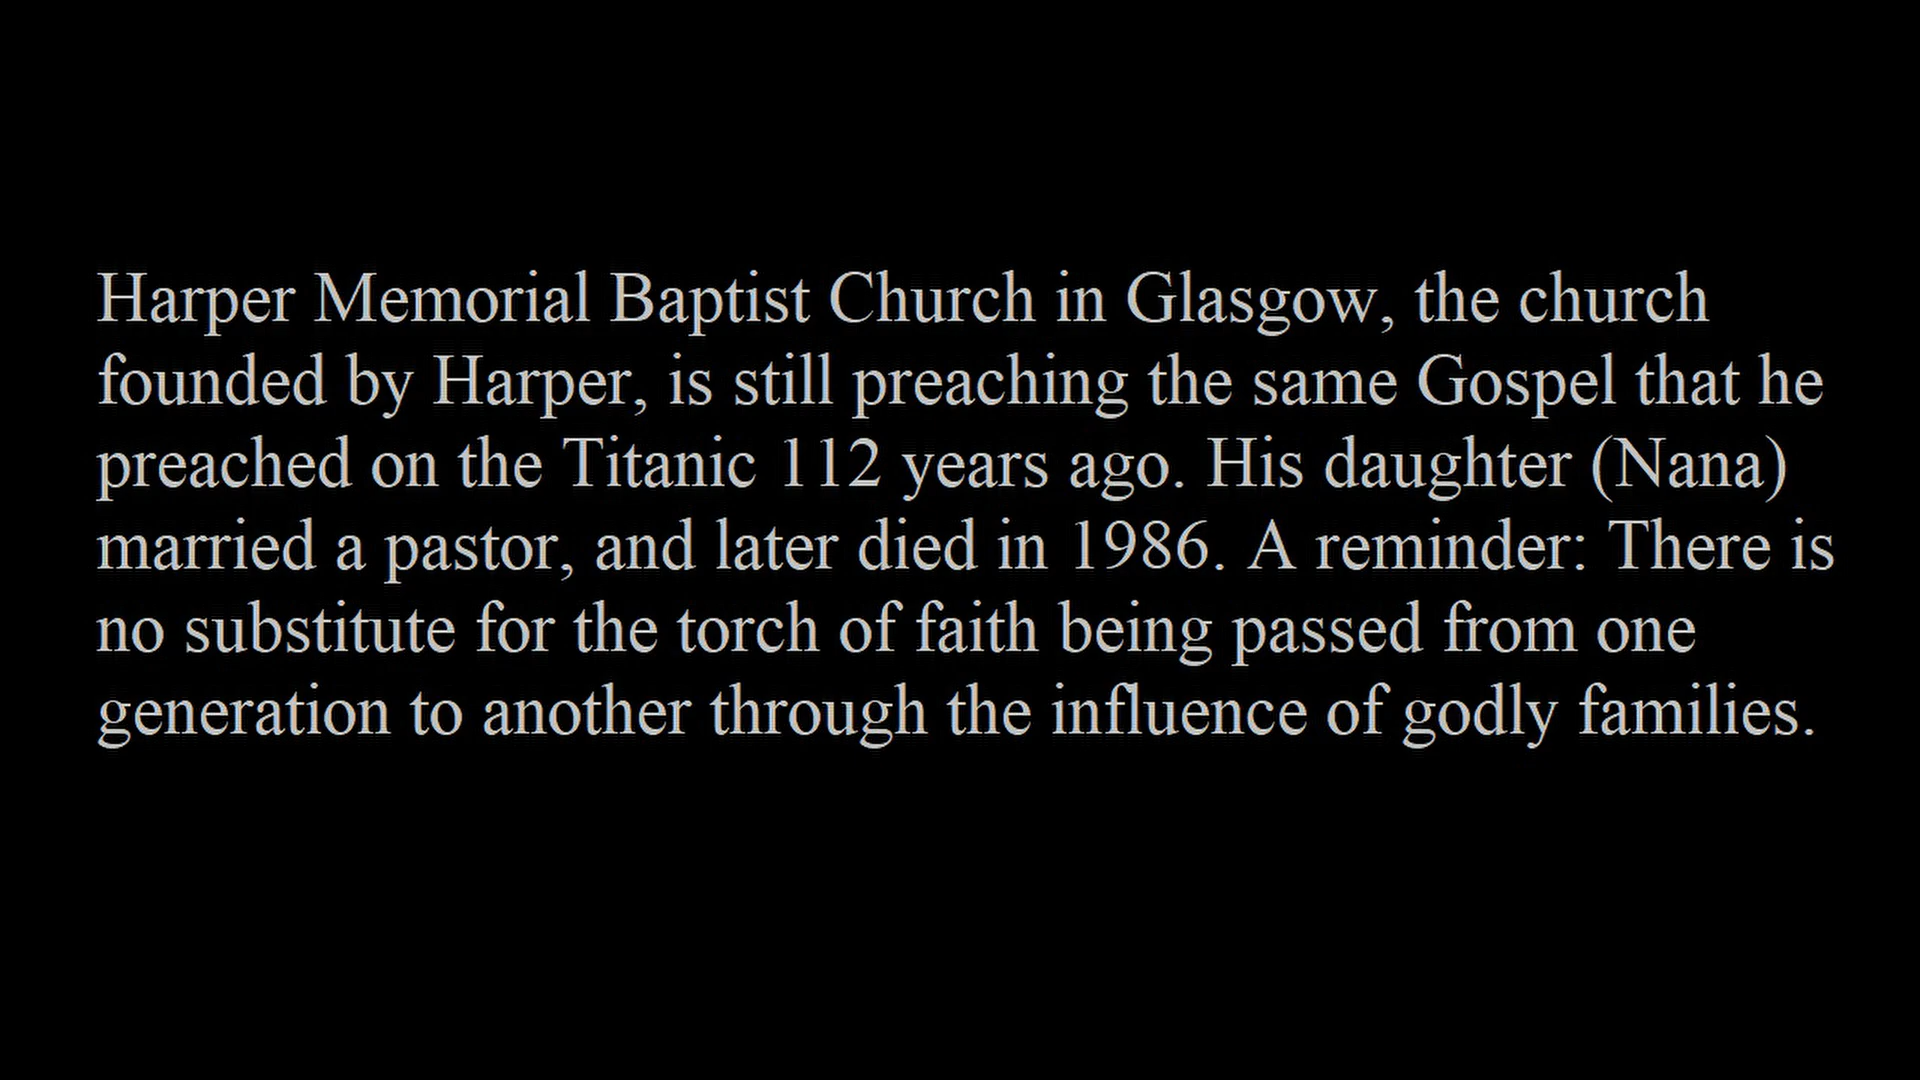 Harper Memorial Baptist Church in Glasgow, the church
founded by Harper, is still preaching the same Gospel that he
preached on the Titanic 112 years ago. His daughter (Nana)
married a pastor, and later died in 1986. A reminder: There is
no substitute for the torch of faith being passed from one
generation to another through the influence of godly families.